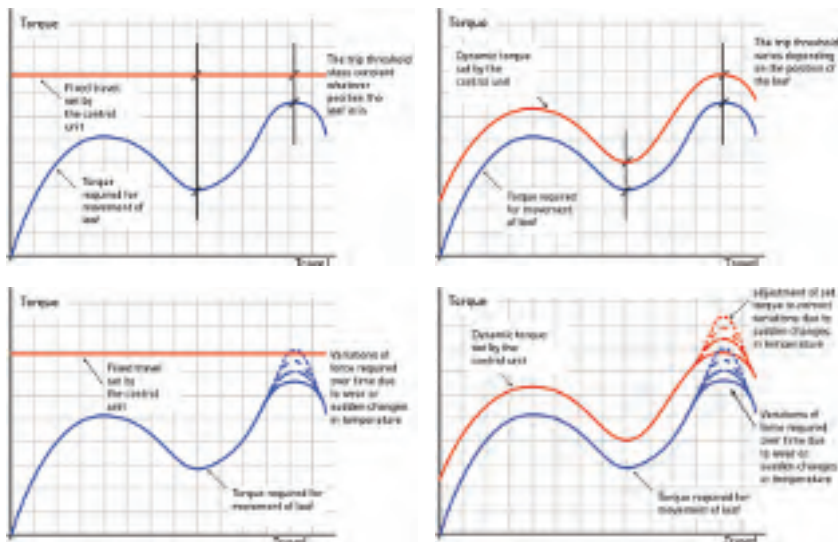 Torque
Fixed travel
set by
the control
unit
The trip threshold
stays constant
whatever
position the
leaf is in
Torque
required for
movement of
leaf
Travel
Torque
Dynamic torque
set by the
control unit
The trip threshold
varies depending
on the position of
the leaf
Torque required
for movement
of leaf
Travel
Torque
Fixed travel
set by
the control
unit
Variations of
force required
over time due
to wear or
sudden changes
in temperature
Torque required for
movement of leaf
Travel
Torque
Dynamic torque
set by the
control unit
adjustment of set
torque to
variations due to
sudden changes
in temperature
Variations of
force required
over time due
to wear or
sudden changes
in temperature
Torque required for
movement of leaf
Travel